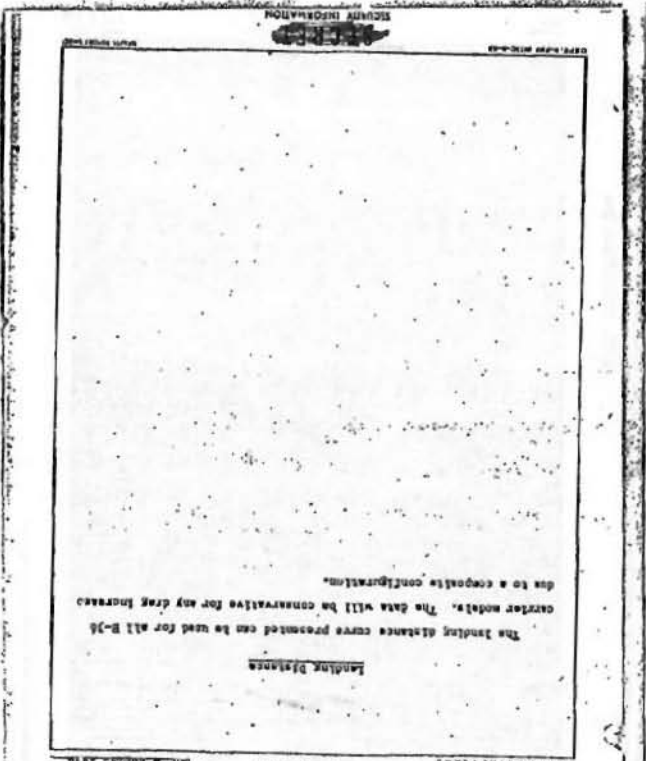 Landing Distance
The landing distance curve presented can be used for all B-36
carrier models. The data will be conservative for any drag increase
due to a composite configuration.
SECRET
SECURITY INFORMATION